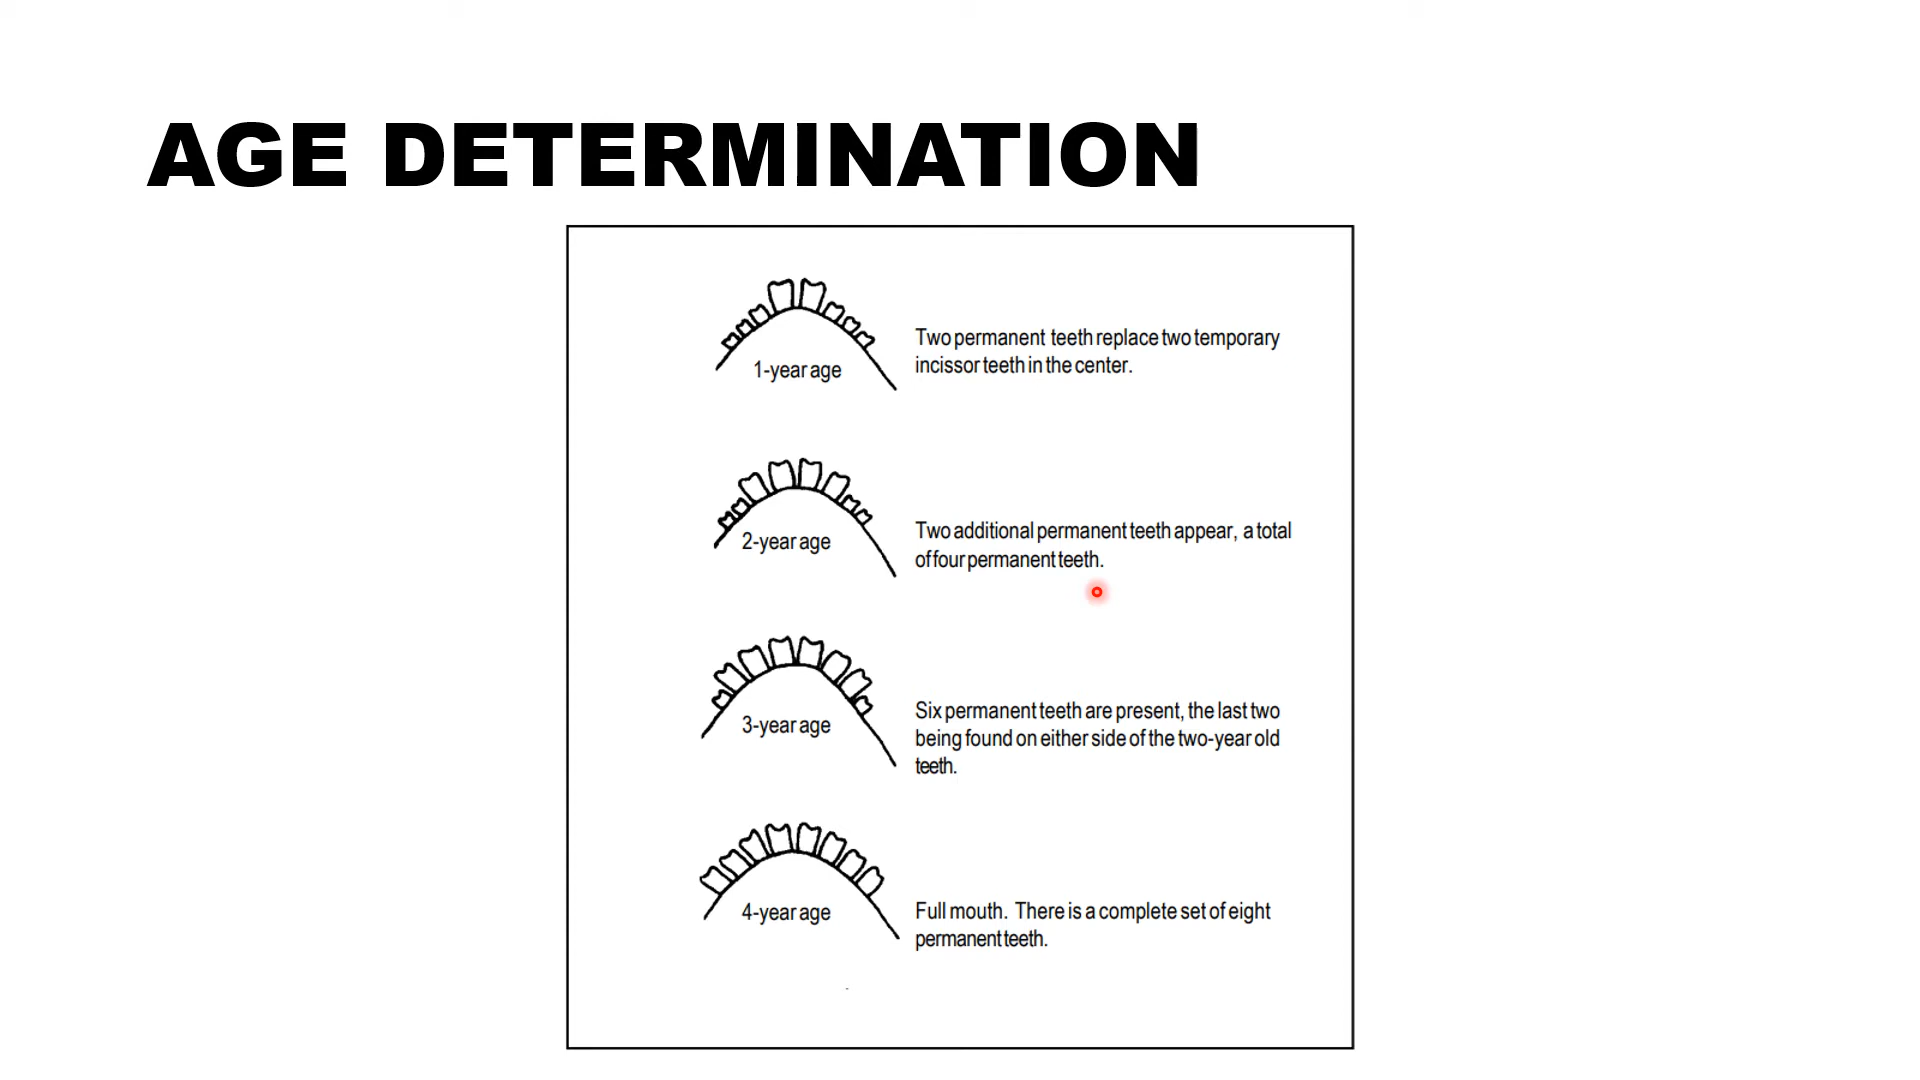 AGE DETERMINATION
1-year age
Two permanent teeth replace two temporary
incissor teeth in the center.
2-year age
Two additional permanent teeth appear, a total
of four permanent teeth.
3-year age
Six permanent teeth are present, the last two
being found on either side of the two-year old
teeth.
4-year age
Full mouth. There is a complete set of eight
permanent teeth.